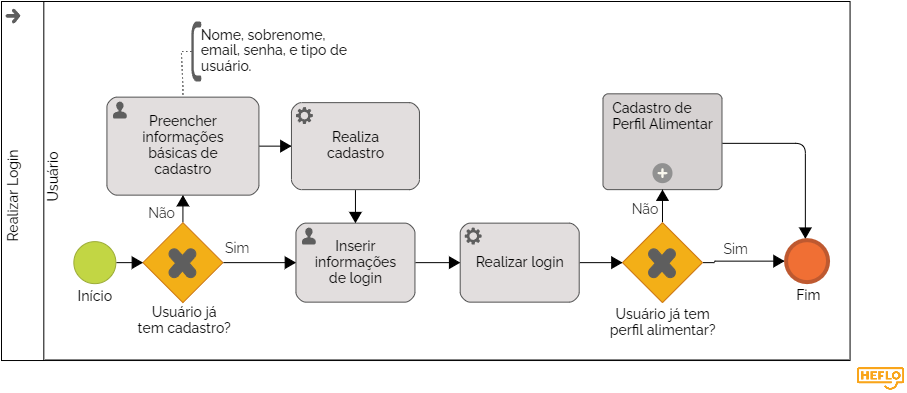 Realizar Login
Usuário
Nome, sobrenome,
email, senha, e tipo de
usuário.
Preencher
informações
básicas de
cadastro
Realiza
cadastro
Cadastro de
Perfil Alimentar
Não
Não
Sim
Inserir
informações
de login
Realizar login
Sim
Início
Usuário já
tem cadastro?
Usuário já tem
perfil alimentar?
Fim
HEFLO